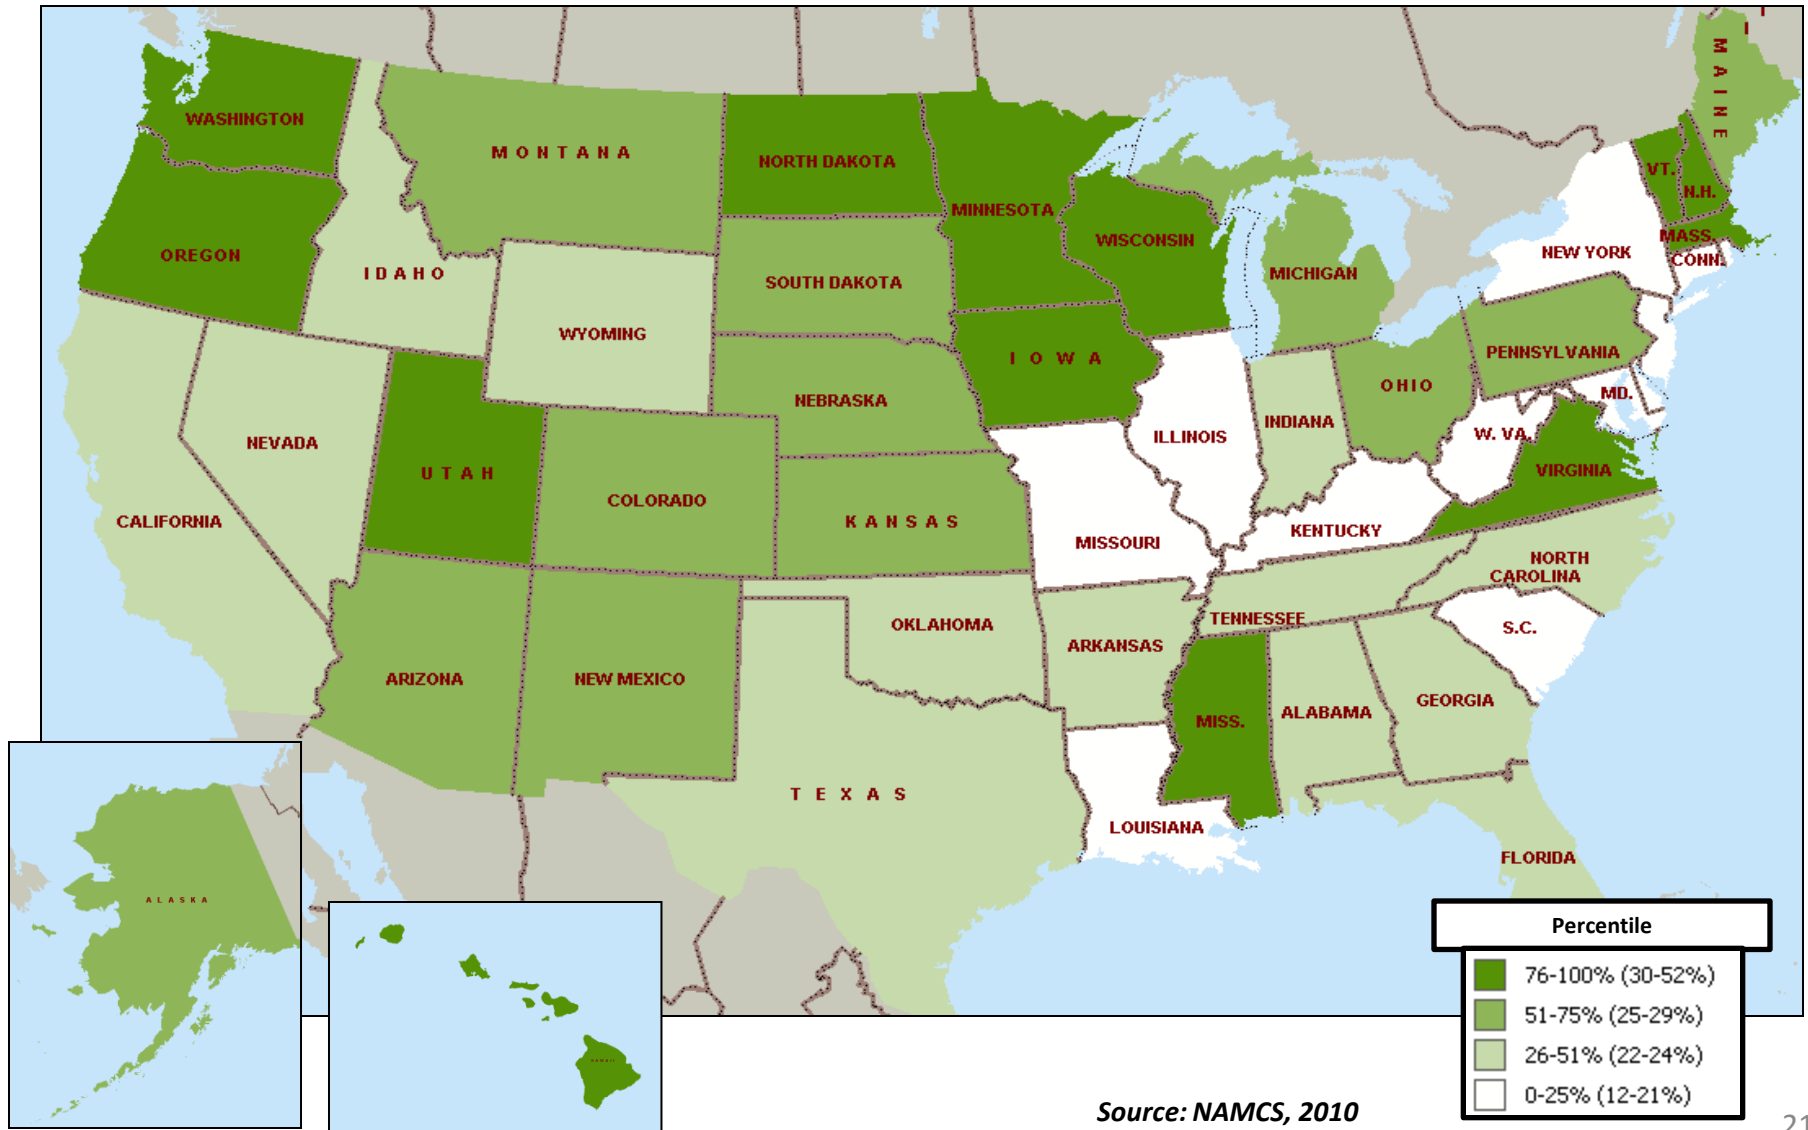 WASHINGTON
MONTANA
NORTH DAKOTA
MINNESOTA
MAINE
VT.
N.H.
MASS.
CONN.
NEW YORK
OREGON
IDAHO
WYOMING
SOUTH DAKOTA
WISCONSIN
MICHIGAN
IOWA
NEBRASKA
PENNSYLVANIA
OHIO
MD.
NEVADA
UTAH
COLORADO
KANSAS
ILLINOIS
INDIANA
W. VA.
VIRGINIA
CALIFORNIA
MISSOURI
KENTUCKY
NORTH
CAROLINA
TENNESSEE
S.C.
ARIZONA
NEW MEXICO
OKLAHOMA
ARKANSAS
MISS.
ALABAMA
GEORGIA
TEXAS
LOUISIANA
FLORIDA
ALASKA
HAWAII
Percentile
76-100% (30-52%)
51-75% (25-29%)
26-51% (22-24%)
0-25% (12-21%)
Source: NAMCS, 2010
21